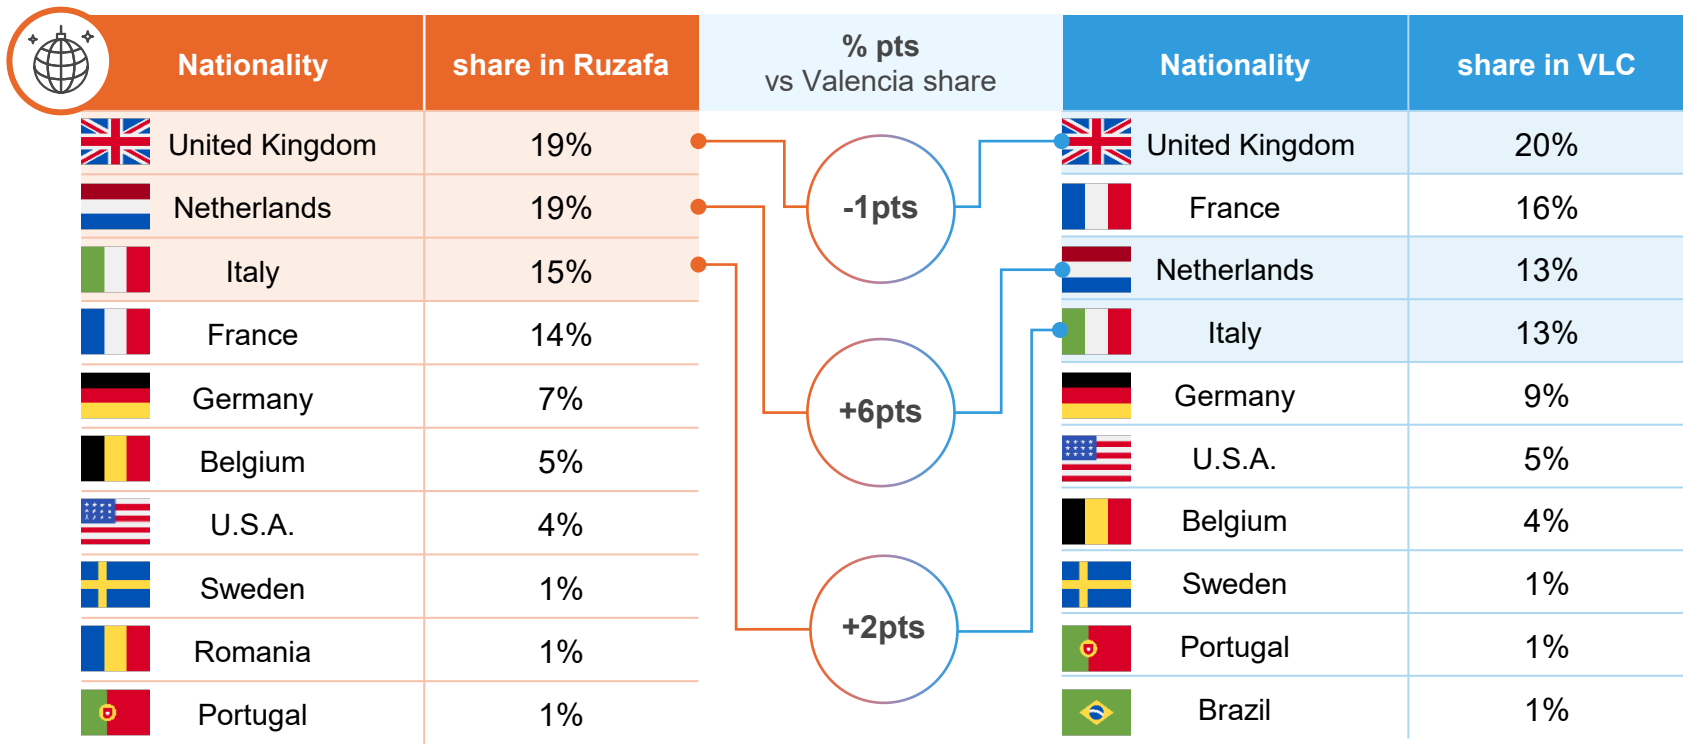 Nationality share in Ruzafa
% pts
vs Valencia share
Nationality share in VLC
United Kingdom 19%
Netherlands 19%
Italy 15%
France 14%
Germany 7%
Belgium 5%
U.S.A. 4%
Sweden 1%
Romania 1%
Portugal 1%
-1pts
+6pts
+2pts
United Kingdom 20%
France 16%
Netherlands 13%
Italy 13%
Germany 9%
U.S.A. 5%
Belgium 4%
Sweden 1%
Portugal 1%
Brazil 1%